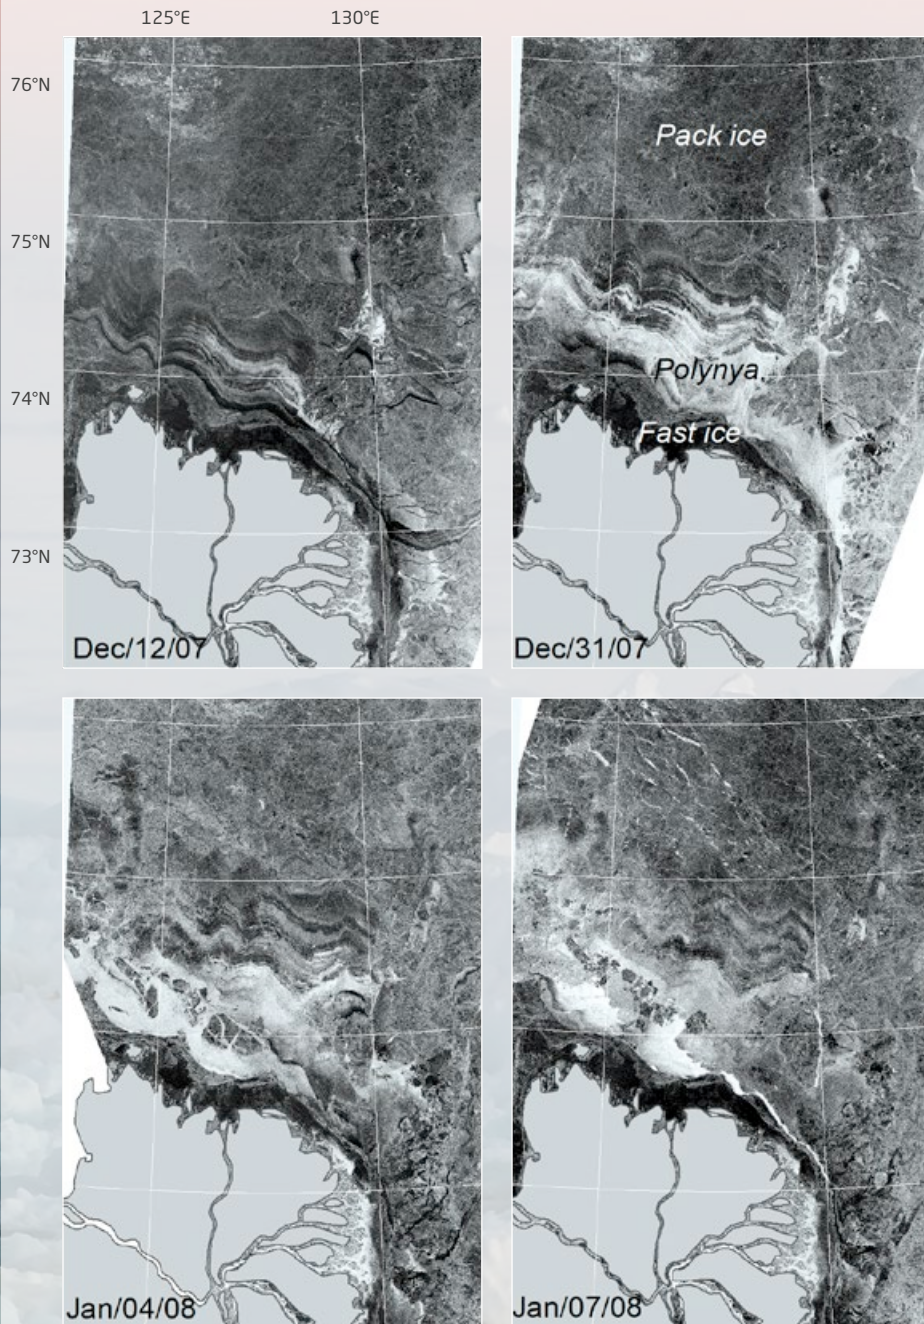 125°E 130°E
76°N
Pack ice
75°N
Polynya
74°N
Fast ice
73°N
Dec/12/07 Dec/31/07
Jan/04/08 Jan/07/08